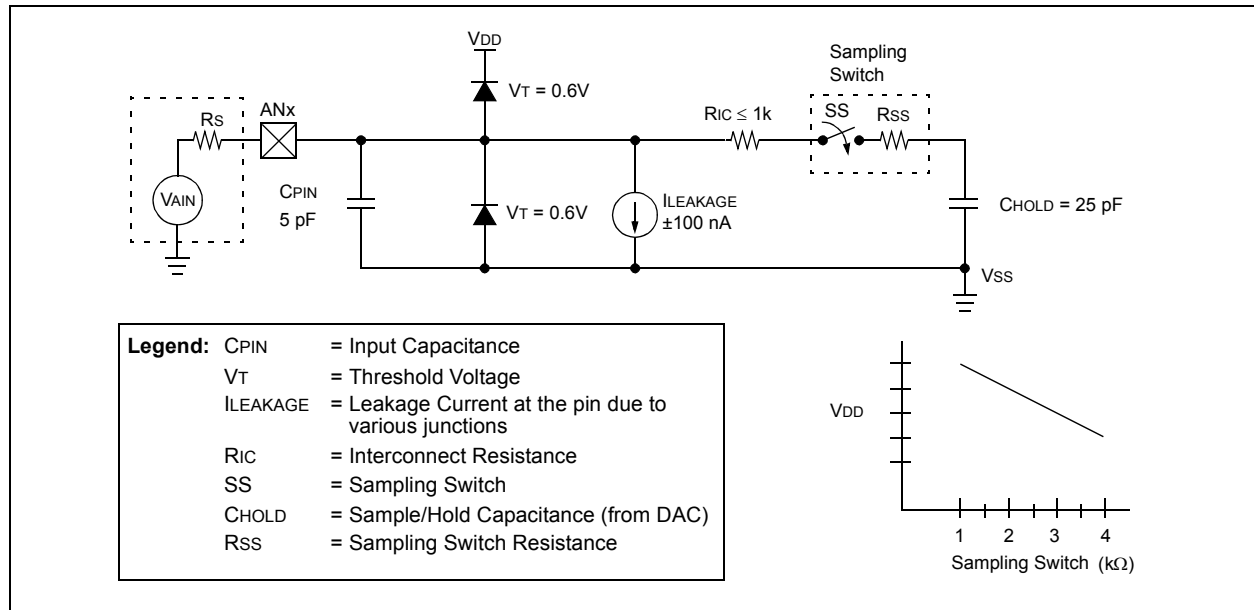 VDD
Sampling
Switch
VT = 0.6V
RS
ANx
RIC ≤ 1k
SS
RSS
VAIN
CPIN
5 pF
VT = 0.6V
ILEAKAGE
±100 nA
CHOLD = 25 pF
VSS
Legend: CPIN = Input Capacitance
VT = Threshold Voltage
ILEAKAGE = Leakage Current at the pin due to
various junctions
RIC = Interconnect Resistance
SS = Sampling Switch
CHOLD = Sample/Hold Capacitance (from DAC)
RSS = Sampling Switch Resistance
VDD
1 2 3 4
Sampling Switch (kΩ)